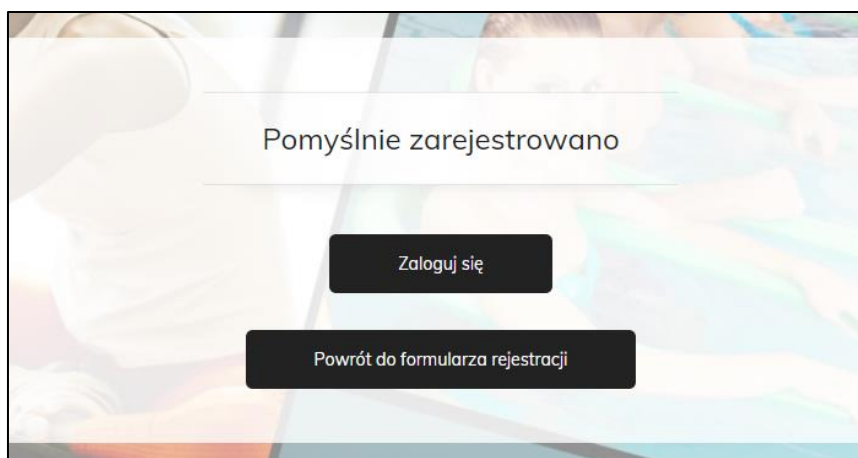 Pomyślnie zarejestrowano
Zaloguj się
Powrót do formularza rejestracji